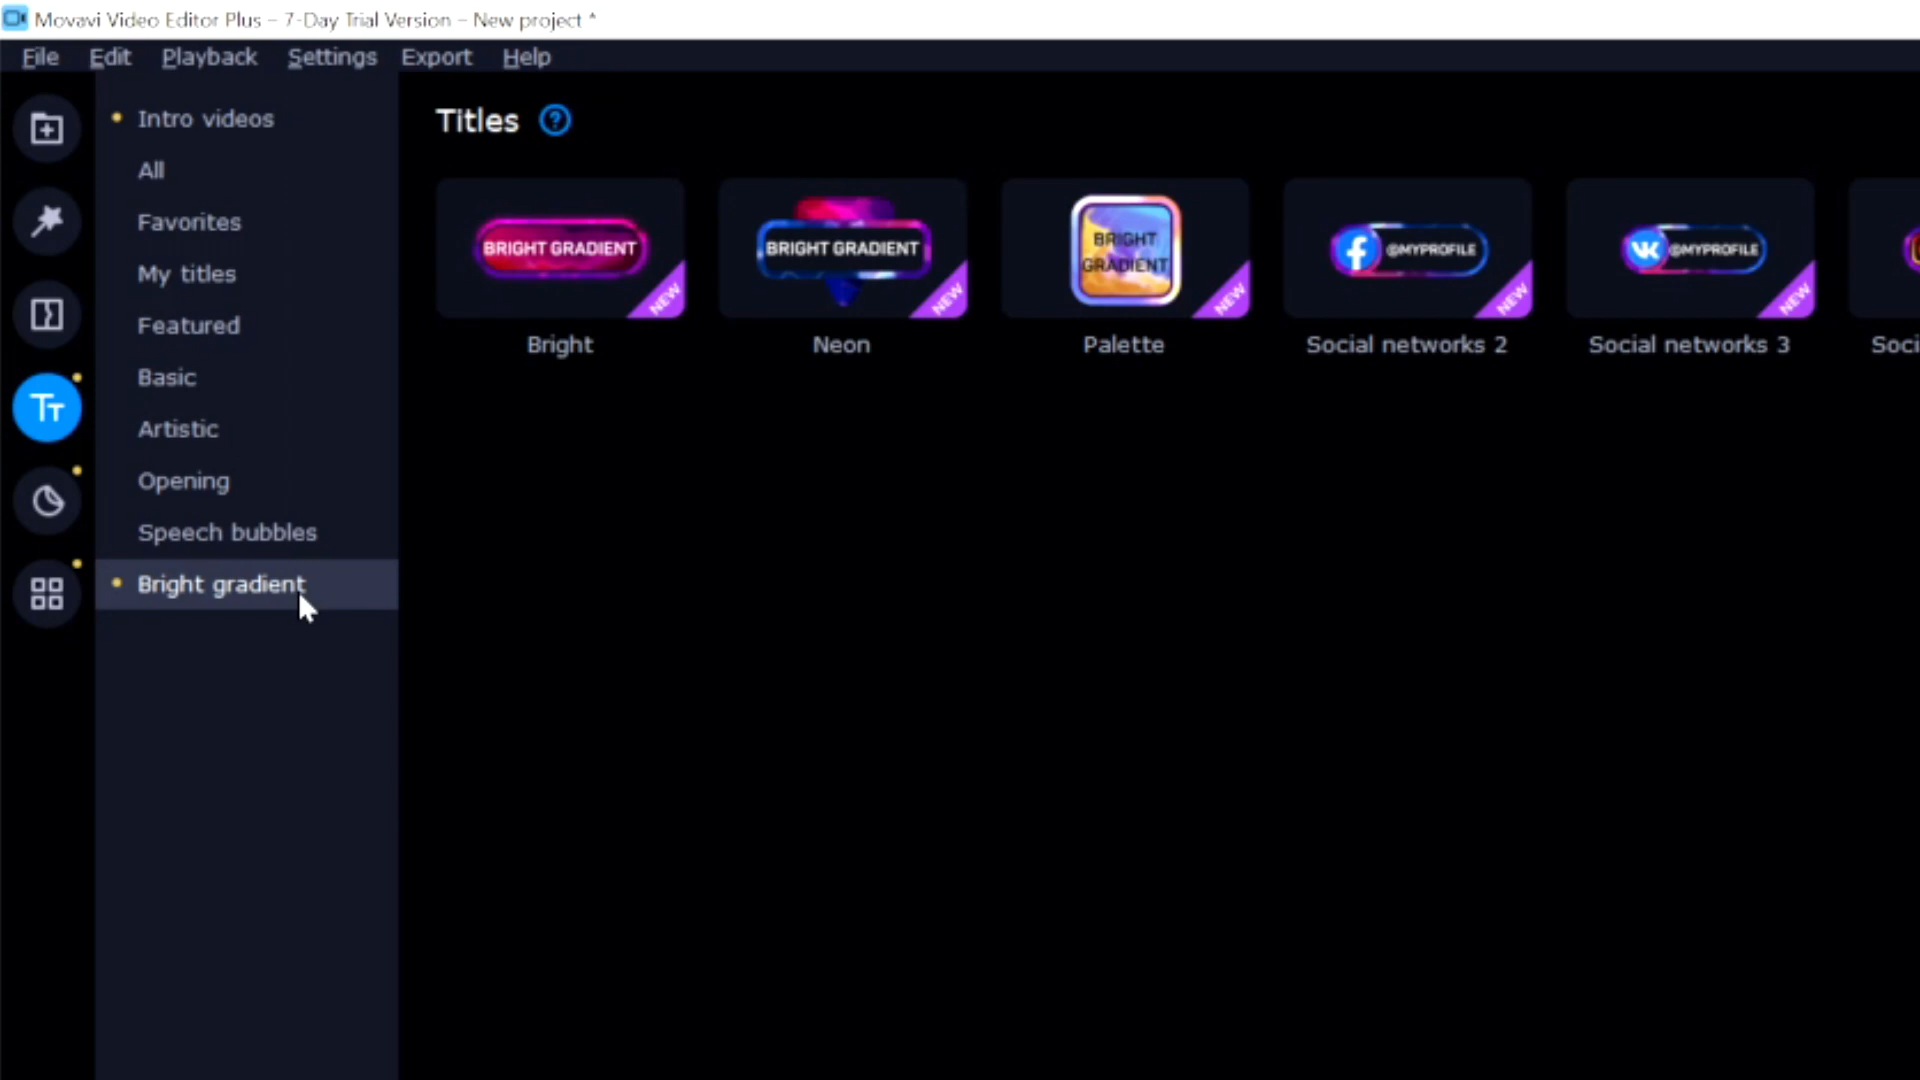 Movavi Video Editor Plus – 7-Day Trial Version – New project *
File Edit Playback Settings Export Help
Intro videos
All
Favorites
My titles
Featured
Basic
Artistic
Opening
Speech bubbles
Bright gradient
Titles ?
BRIGHT GRADIENT
NEW
Bright
BRIGHT GRADIENT
NEW
Neon
BRIGHT
GRADIENT
NEW
Palette
@MYPROFILE
NEW
Social networks 2
@MYPROFILE
NEW
Social networks 3
Soci